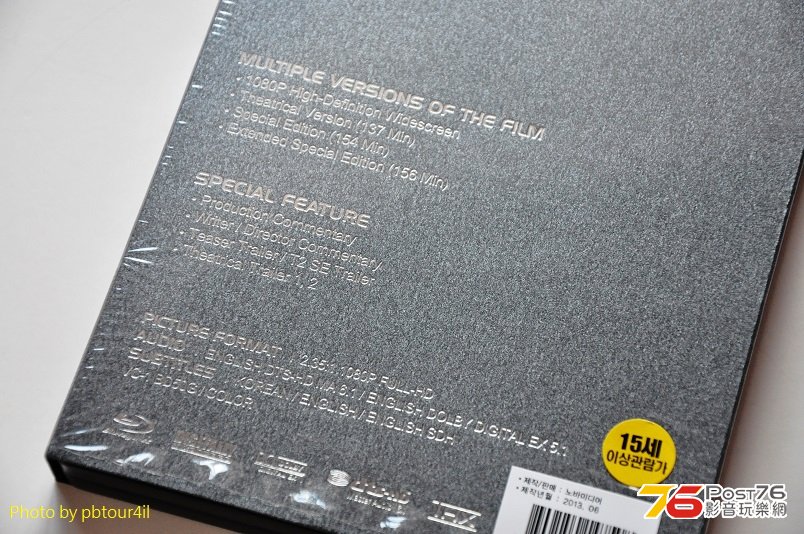 MULTIPLE VERSIONS OF THE FILM
• 1080P High-Definition Widescreen
• Theatrical Version (137 Min)
• Special Edition (154 Min)
• Extended Special Edition (156 Min)
SPECIAL FEATURE
• Production Commentary
• Writer / Director Commentary
• Teaser Trailer / T2 SE Trailer
• Theatrical Trailer 1, 2
PICTURE FORMAT 2.35:1 1080P FULL-HD
AUDIO ENGLISH DTS-HD MA 6.1 / ENGLISH DOLBY DIGITAL EX 5.1
SUBTITLES KOREAN / ENGLISH / ENGLISH SDH
COLOR
THX
15세
이상관람가
• 제작/판매 : 노바미디어
• 제작년월 : 2013. 06
76 POST76
影音玩樂網
Photo by pbtour4il